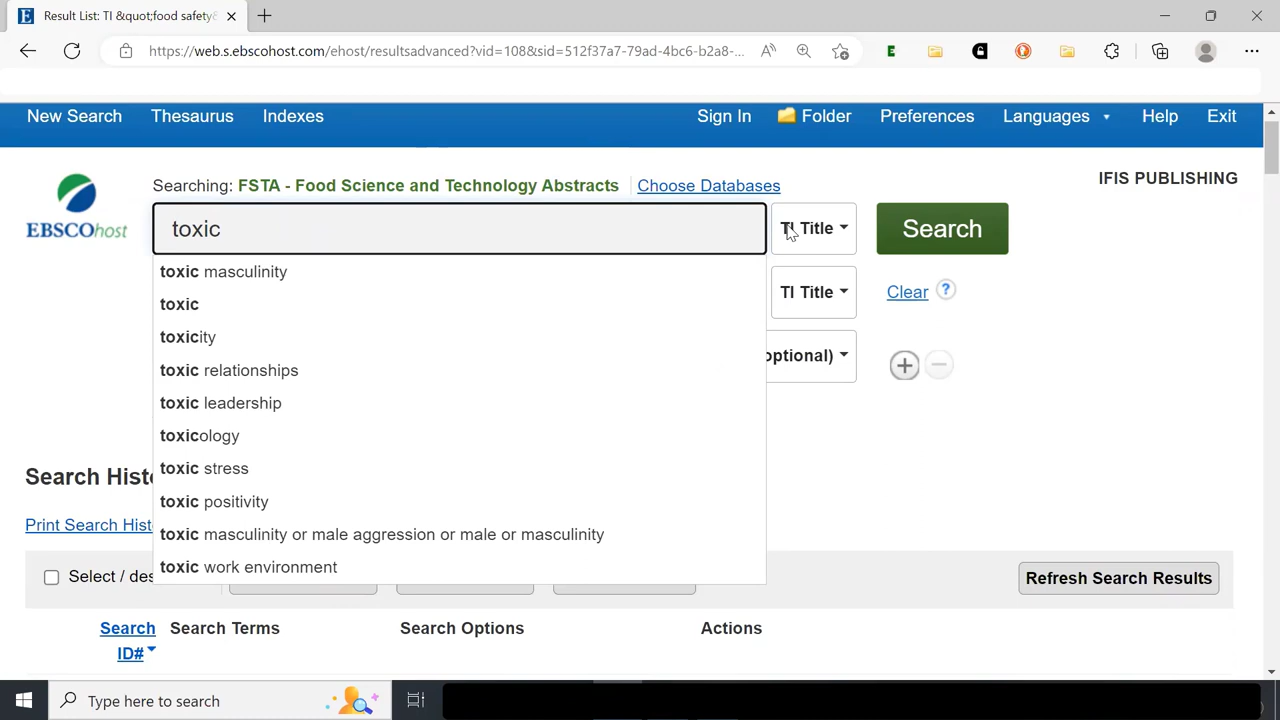 Result List: TI &quot;food safety&
https://web.s.ebscohost.com/ehost/resultsadvanced?vid=108&sid=512f37a7-79ad-4bc6-b2a8-...
New Search Thesaurus Indexes Sign In Folder Preferences Languages Help Exit
Searching: FSTA - Food Science and Technology Abstracts Choose Databases IFIS PUBLISHING
EBSCOhost
toxic TI Title Search
toxic masculinity
TI Title Clear ?
toxic
toxicity
optional)
toxic relationships
toxic leadership
toxicology
toxic stress
Search Histo
toxic positivity
Print Search Hist
toxic masculinity or male aggression or male or masculinity
toxic work environment
Select / des Refresh Search Results
Search ID# Search Terms Search Options Actions
Type here to search